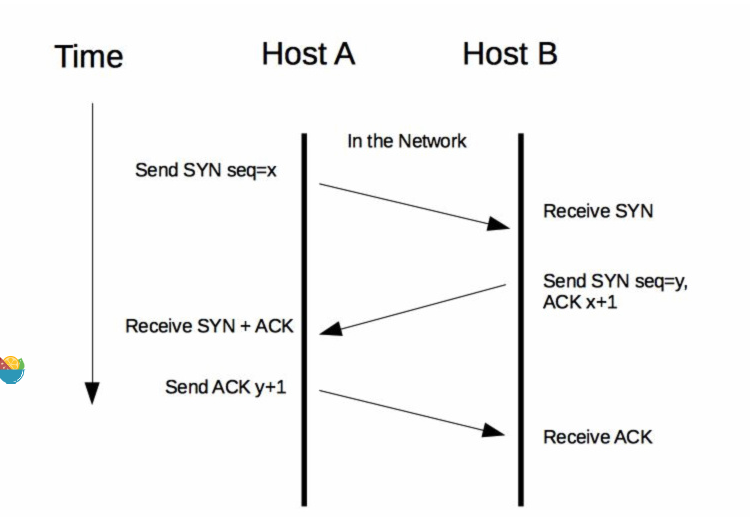 Time
Host A
Host B
In the Network
Send SYN seq=x
Receive SYN
Send SYN seq=y,
ACK x+1
Receive SYN + ACK
Send ACK y+1
Receive ACK